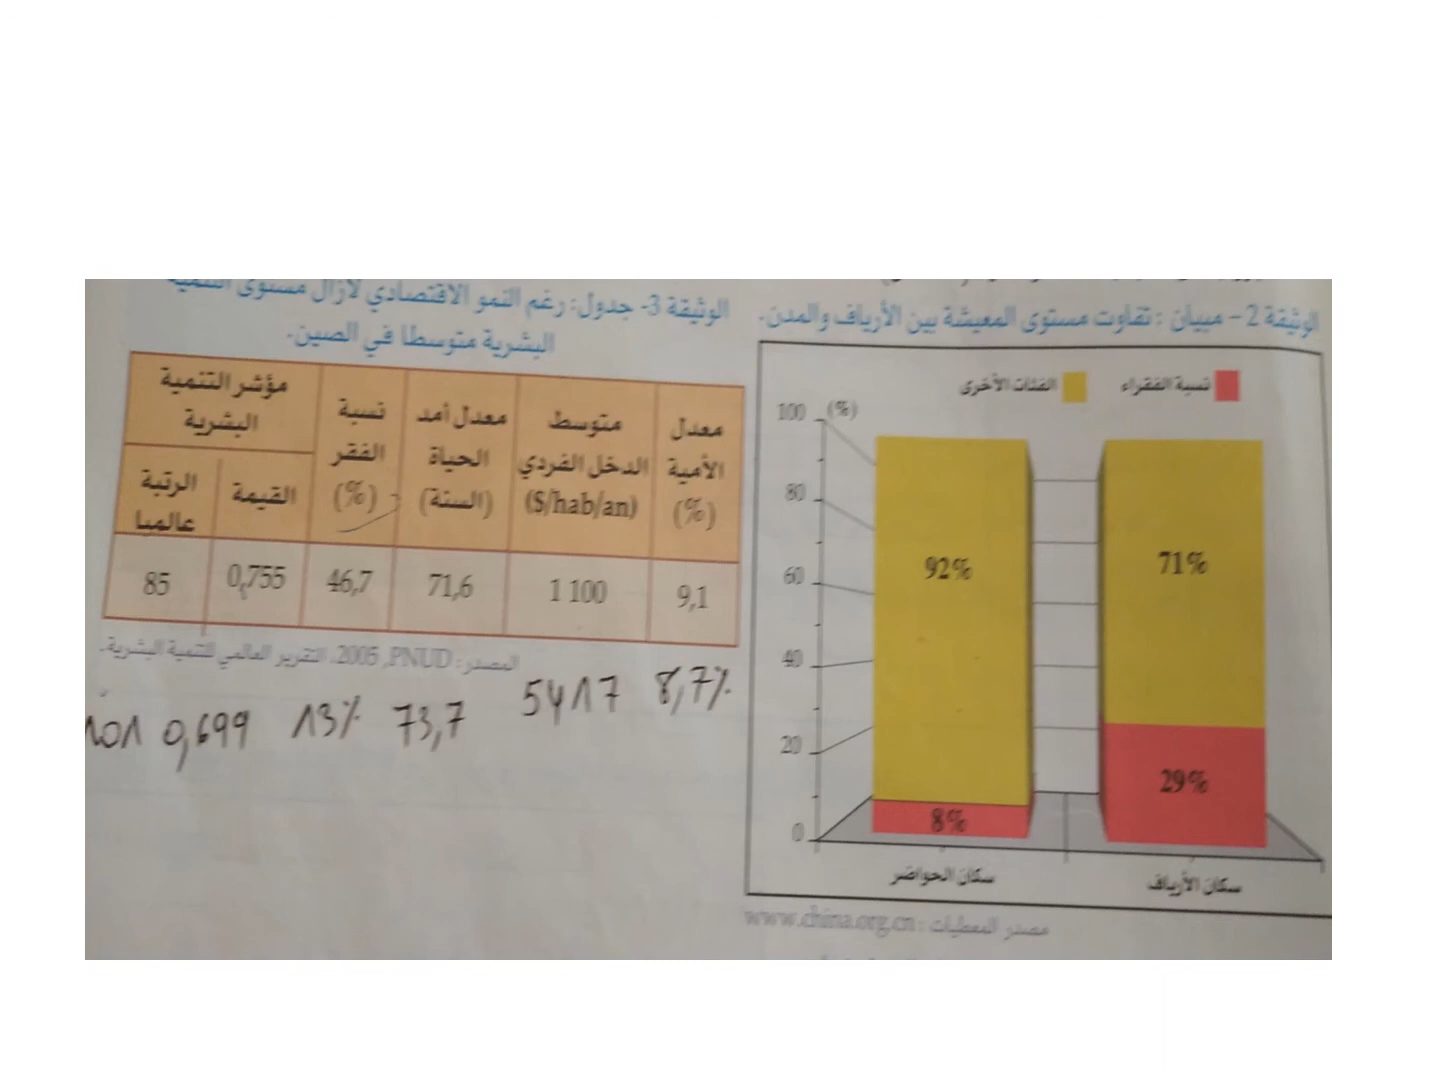 الوثيقة 2 – مبيان : تفاوت مستوى المعيشة بين الأرياف والمدن.
نسبة الفقراء
الفئات الأخرى
(%)
100
80
60
40
20
0
92%
8%
71%
29%
سكان الحواضر
سكان الأرياف
مصدر المعطيات : www.china.org.cn
الوثيقة 3- جدول: رغم النمو الاقتصادي لازال مستوى التنمية
البشرية متوسطا في الصين.
معدل الأمية (%)
متوسط الدخل الفردي ($/hab/an)
معدل أمد الحياة (السنة)
نسبة الفقر (%)
مؤشر التنمية البشرية
القيمة
الرتبة عالميا
9,1
1 100
71,6
46,7
0,755
85
المصدر: PNUD, 2005، التقرير العالمي للتنمية البشرية.
101 0,699 13% 73,7 5417 8,7%